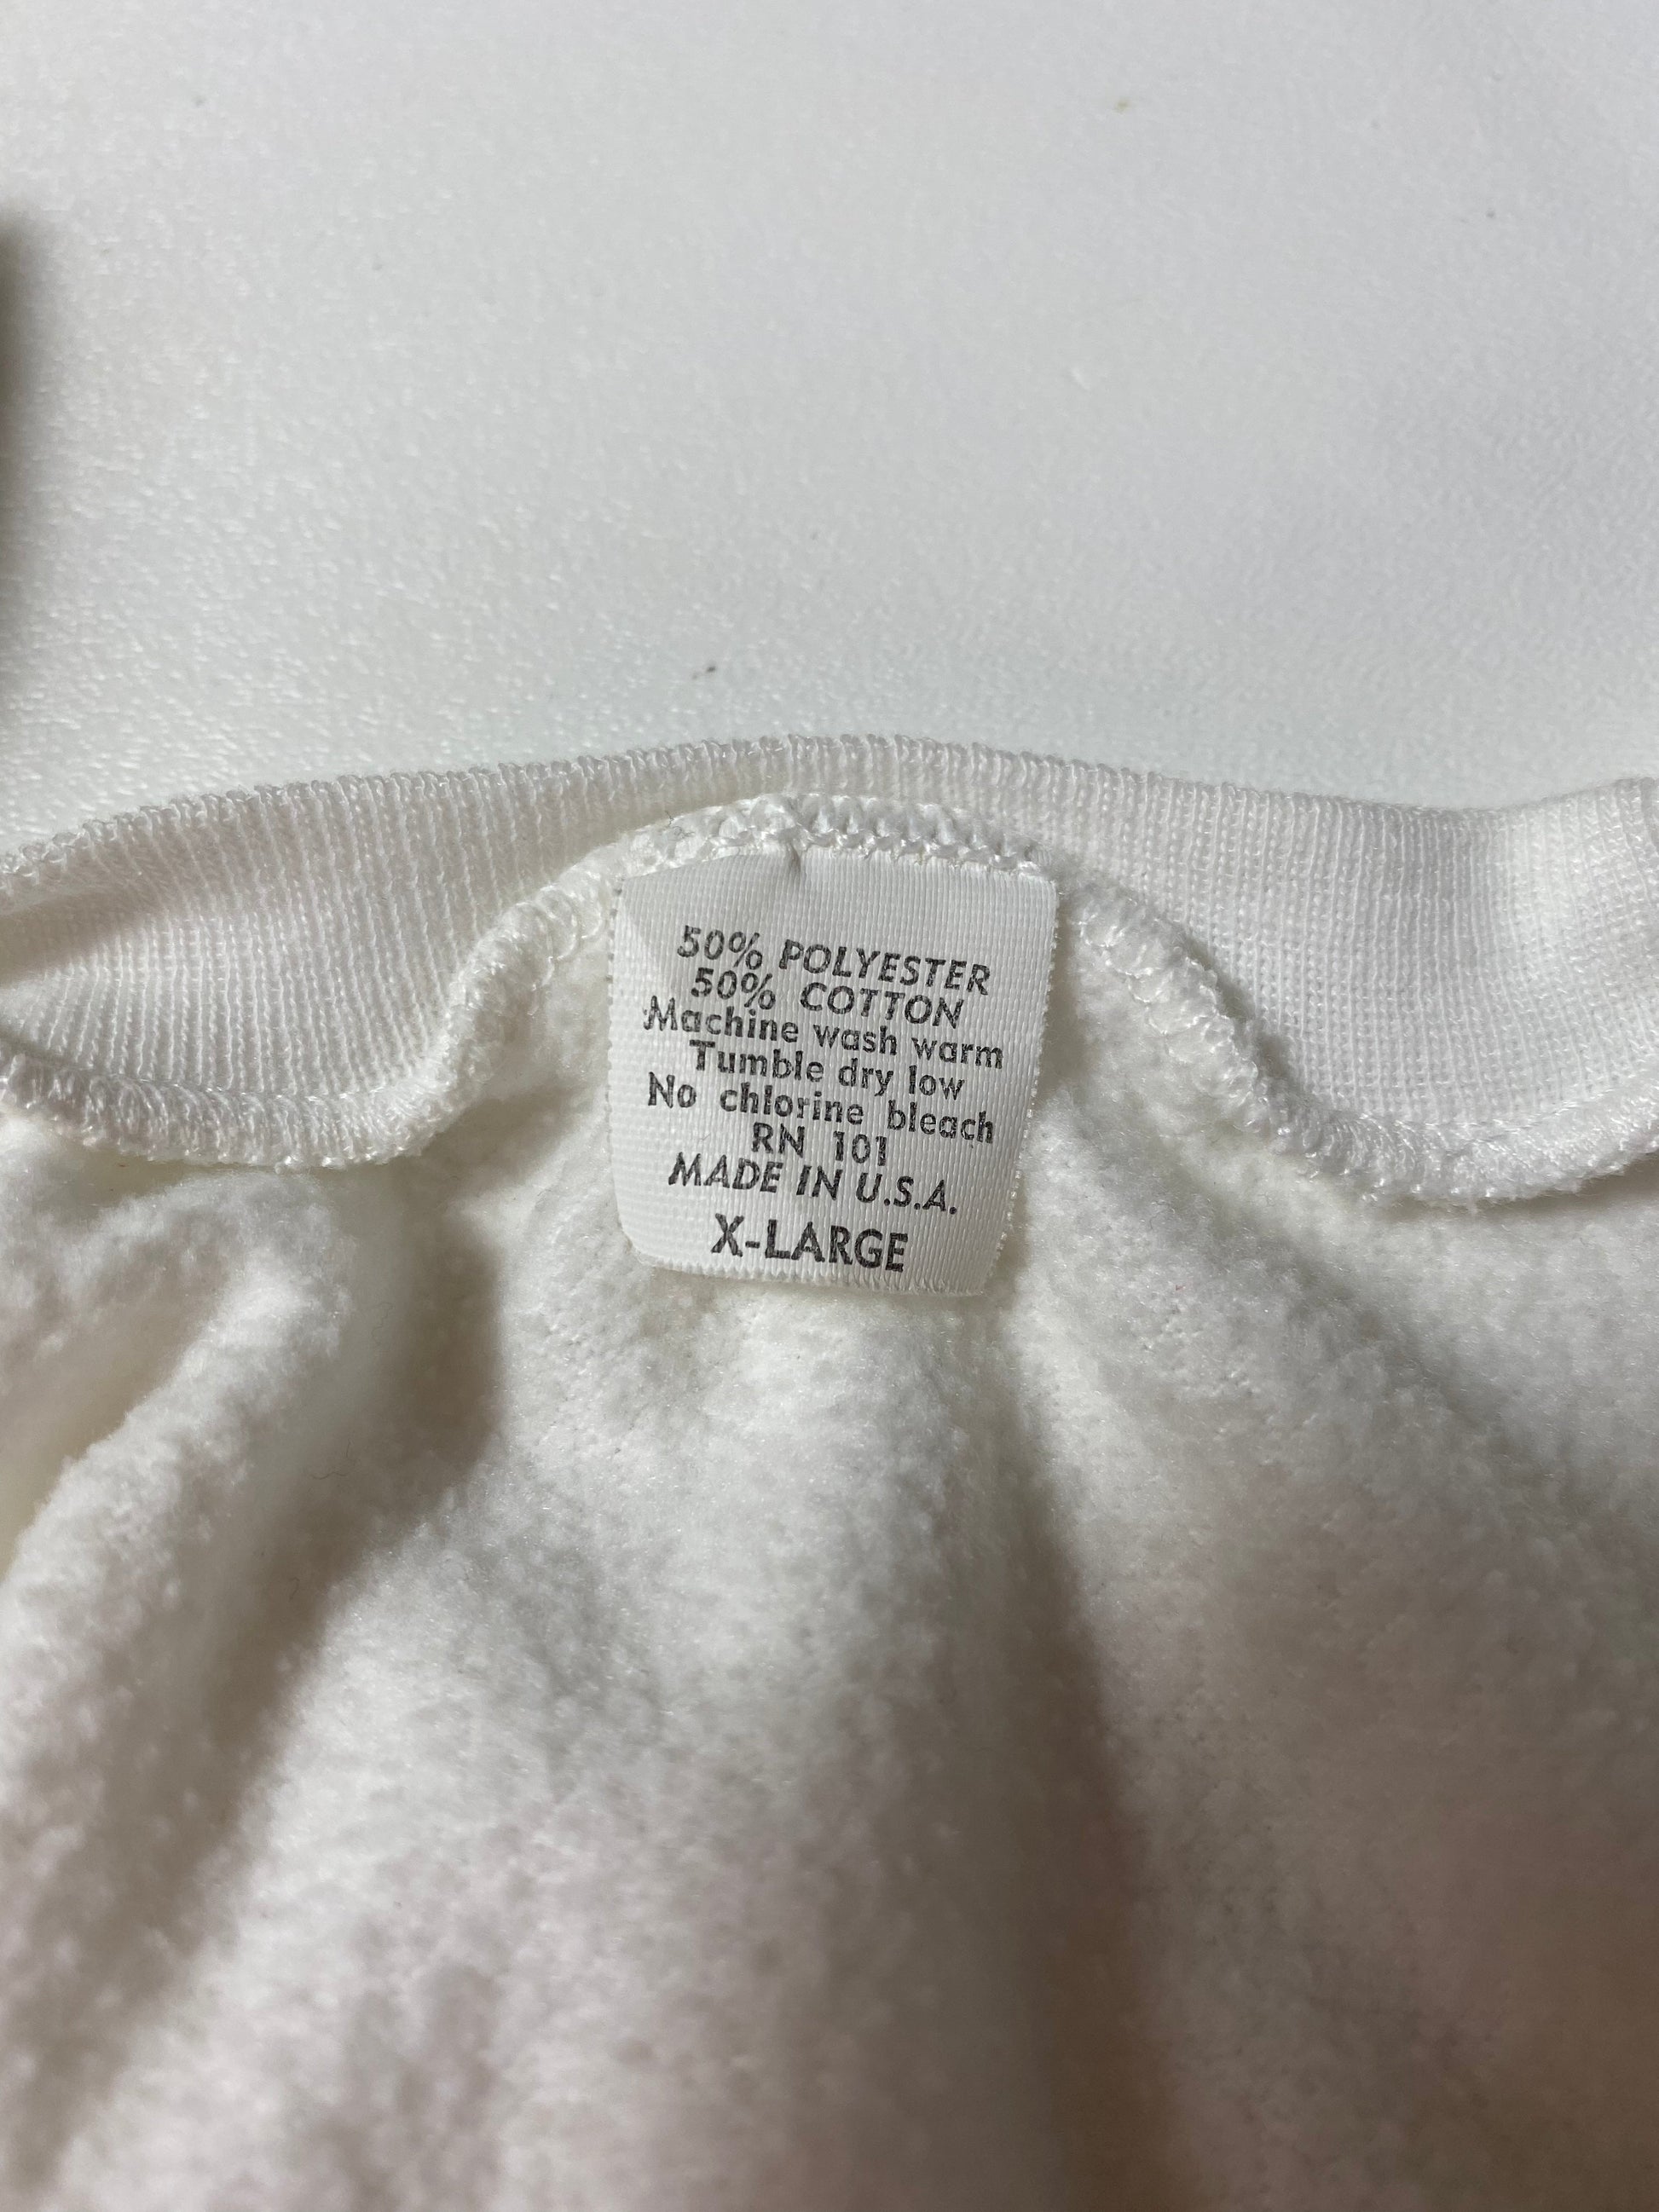 50% POLYESTER
50% COTTON
Machine wash warm
Tumble dry low
No chlorine bleach
RN 101
MADE IN U.S.A.
X-LARGE